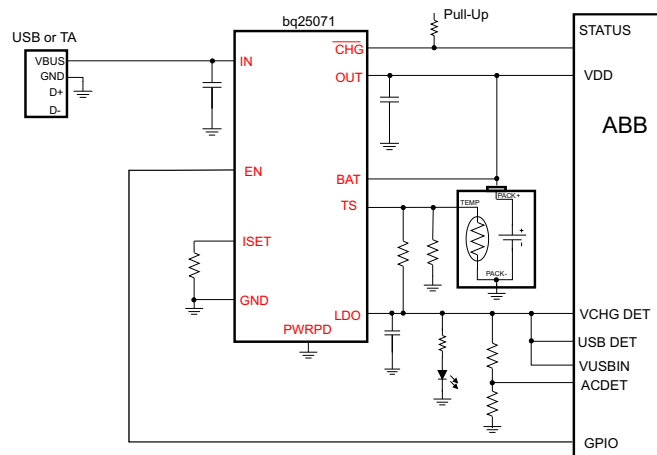 bq25071
Pull-Up
USB or TA
VBUS
GND
D+
D-
IN
EN
ISET
GND
PWRPD
CHG
OUT
BAT
TS
LDO
TEMP
PACK+
+
-
PACK-
STATUS
VDD
ABB
VCHG DET
USB DET
VUSBIN
ACDET
GPIO